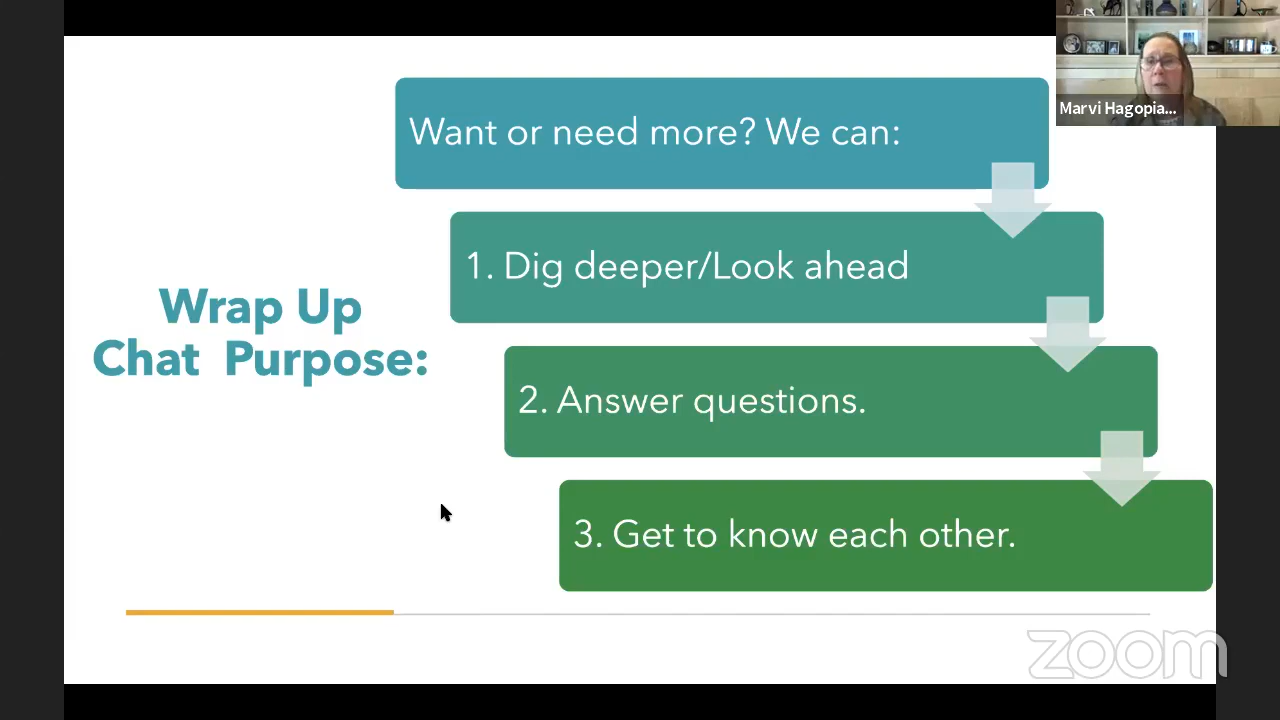 Want or need more? We can:
1. Dig deeper/Look ahead
Wrap Up
Chat Purpose:
2. Answer questions.
3. Get to know each other.
Marvi Hagopia...
zoom